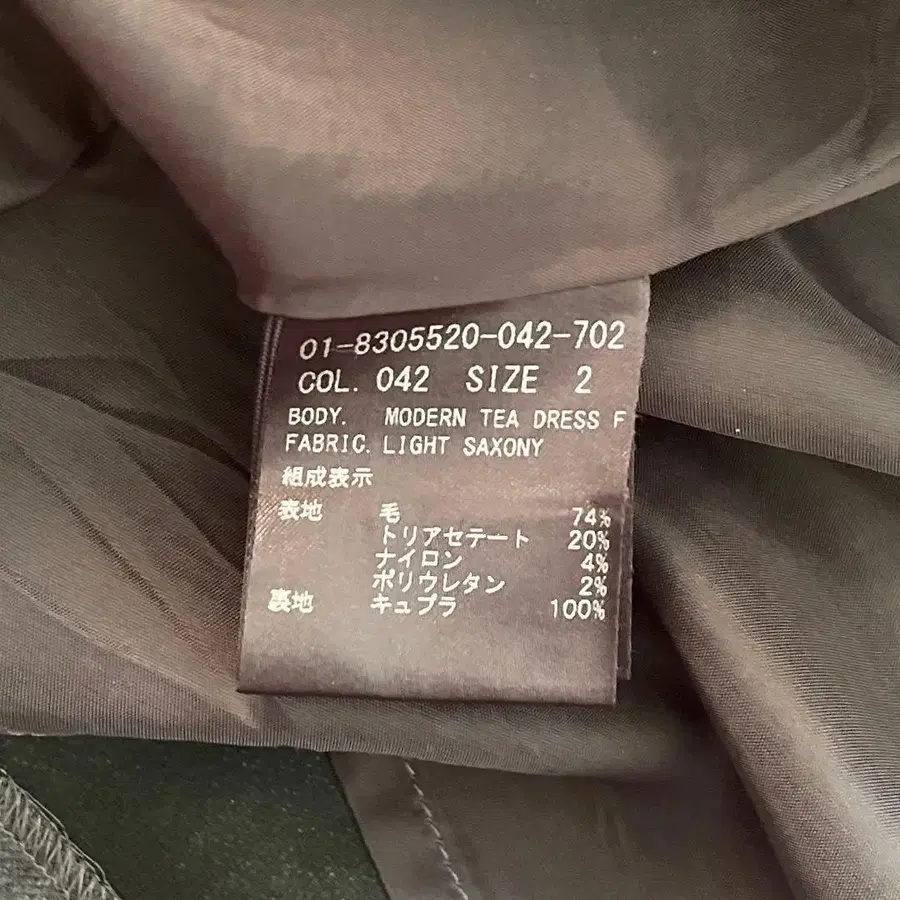 01-8305520-042-702
COL. 042 SIZE 2
BODY. MODERN TEA DRESS F
FABRIC. LIGHT SAXONY
組成表示
表地 毛 74%
トリアセテート 20%
ナイロン 4%
ポリウレタン 2%
裏地 キュプラ 100%